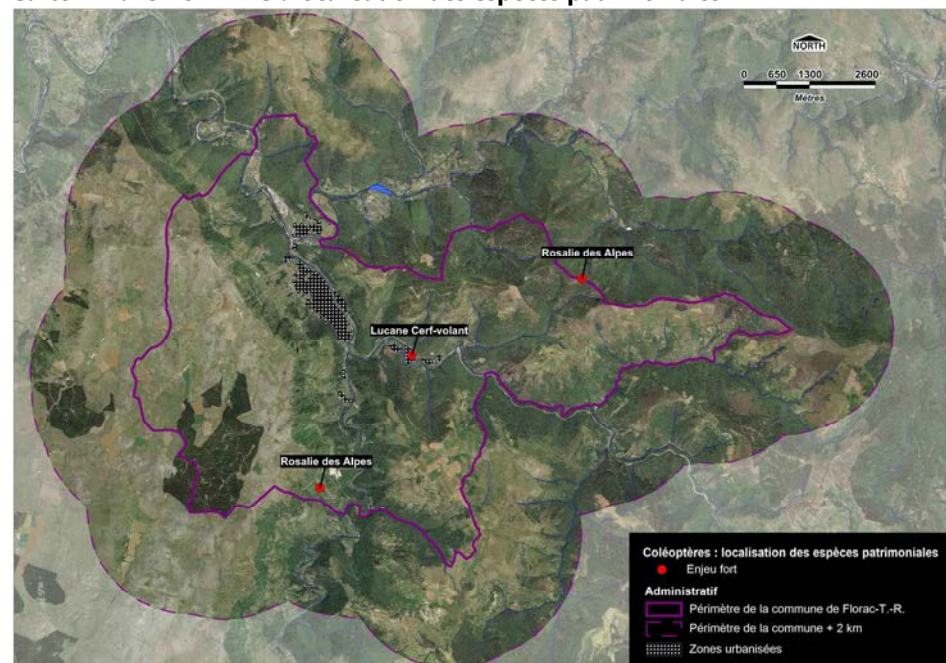 NORTH
0 650 1300 2600
Mètres
Rosalie des Alpes
Lucane Cerf-volant
Rosalie des Alpes
Coléoptères : localisation des espèces patrimoniales
Enjeu fort
Administratif
Périmètre de la commune de Florac-T.-R.
Périmètre de la commune + 2 km
Zones urbanisées